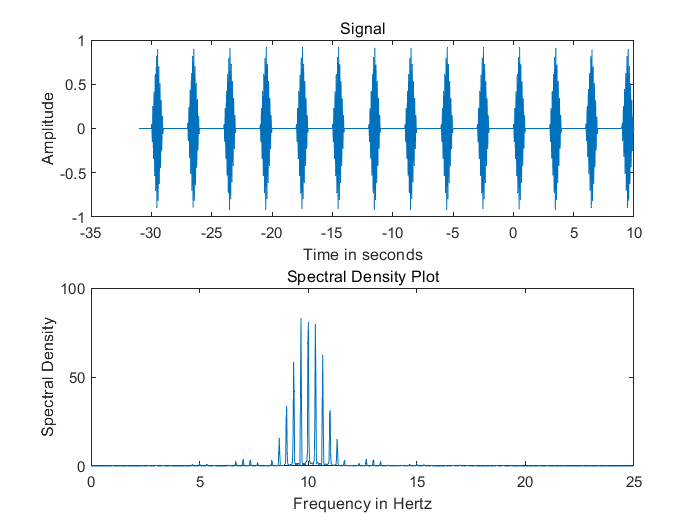 Signal
Amplitude
1
0.5
0
-0.5
-1
-35 -30 -25 -20 -15 -10 -5 0 5 10
Time in seconds
Spectral Density Plot
Spectral Density
100
50
0
0 5 10 15 20 25
Frequency in Hertz